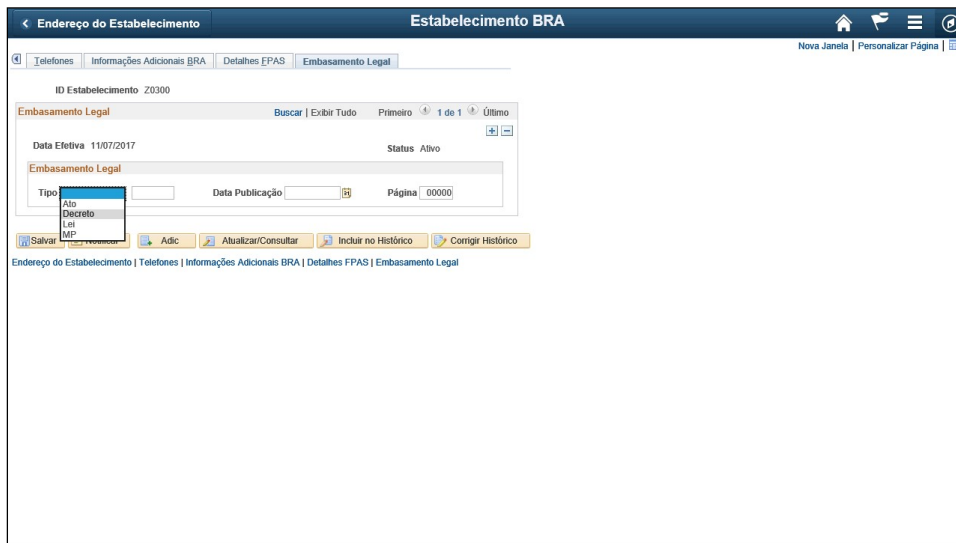 Endereço do Estabelecimento
Estabelecimento BRA
Nova Janela | Personalizar Página |
Telefones Informações Adicionais BRA Detalhes FPAS Embasamento Legal
ID Estabelecimento Z0300
Embasamento Legal Buscar | Exibir Tudo Primeiro 1 de 1 Último
Data Efetiva 11/07/2017 Status Ativo
Embasamento Legal
Tipo Data Publicação Página 00000
Ato
Decreto
Lei
MP
Salvar Notificar Adic Atualizar/Consultar Incluir no Histórico Corrigir Histórico
Endereço do Estabelecimento | Telefones | Informações Adicionais BRA | Detalhes FPAS | Embasamento Legal